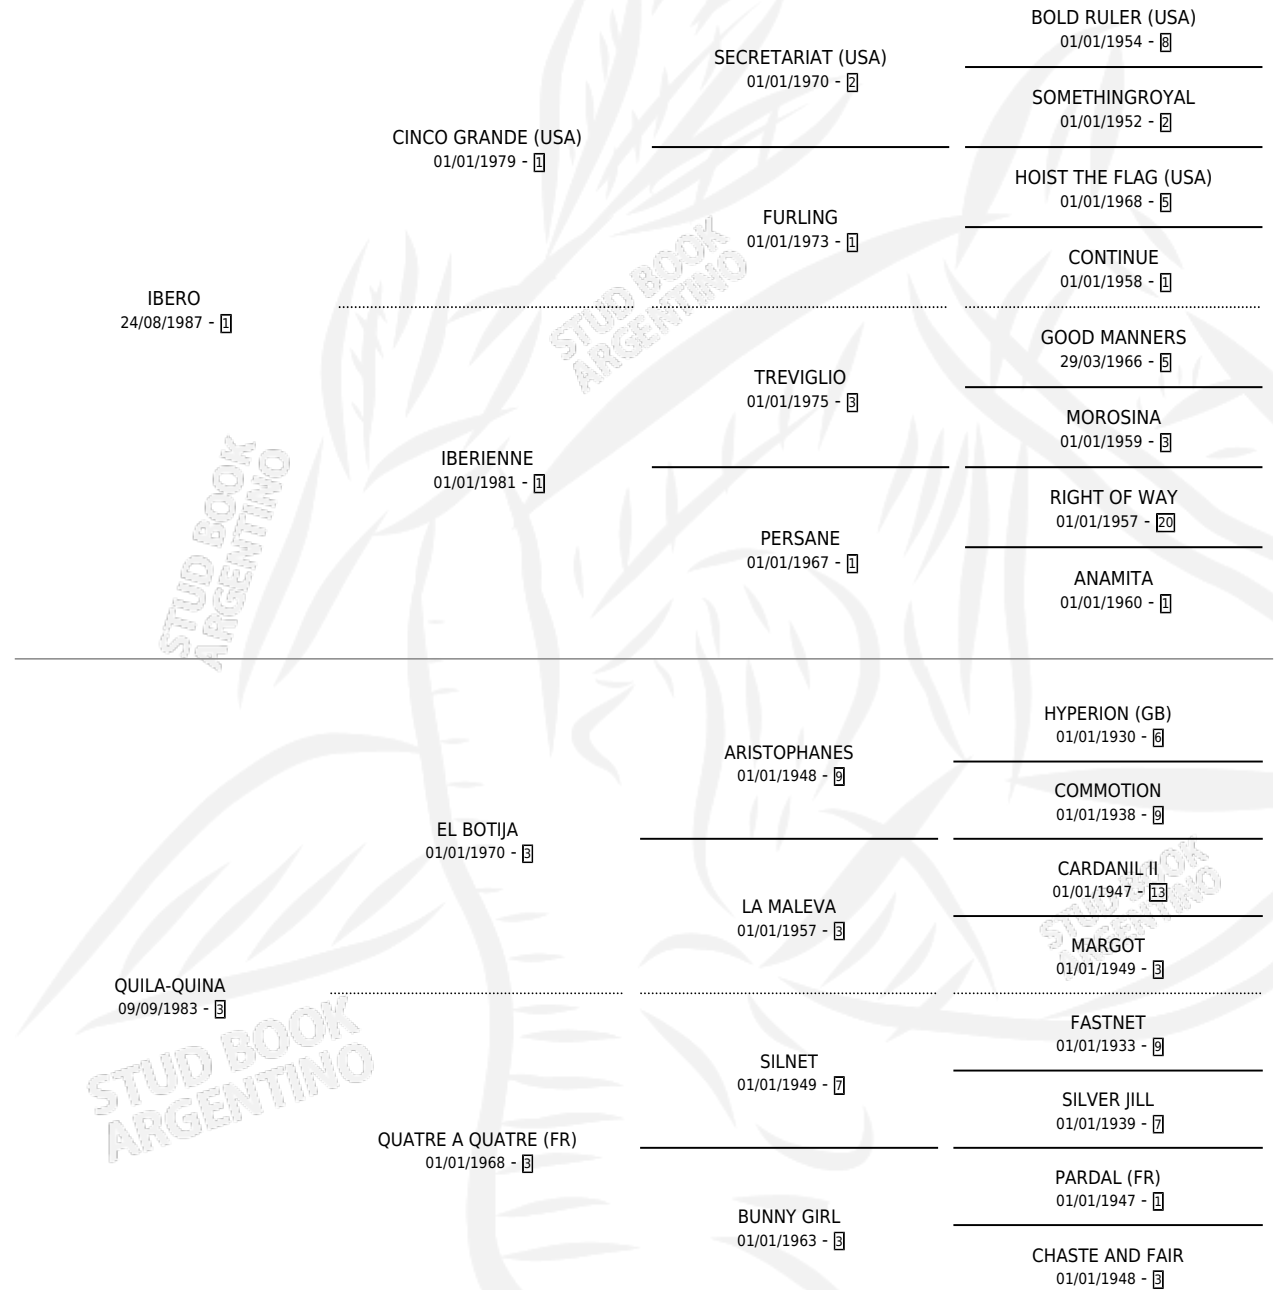 BOLD RULER (USA)
01/01/1954 - 8
SECRETARIAT (USA)
01/01/1970 - 2
SOMETHINGROYAL
01/01/1952 - 2
CINCO GRANDE (USA)
01/01/1979 - 1
HOIST THE FLAG (USA)
01/01/1968 - 5
FURLING
01/01/1973 - 1
CONTINUE
01/01/1958 - 1
IBERO
24/08/1987 - 1
GOOD MANNERS
29/03/1966 - 5
TREVIGLIO
01/01/1975 - 3
MOROSINA
01/01/1959 - 3
IBERIENNE
01/01/1981 - 1
RIGHT OF WAY
01/01/1957 - 20
PERSANE
01/01/1967 - 1
ANAMITA
01/01/1960 - 1
HYPERION (GB)
01/01/1930 - 6
ARISTOPHANES
01/01/1948 - 9
COMMOTION
01/01/1938 - 9
EL BOTIJA
01/01/1970 - 3
CARDANIL II
01/01/1947 - 13
LA MALEVA
01/01/1957 - 3
MARGOT
01/01/1949 - 3
QUILA-QUINA
09/09/1983 - 3
FASTNET
01/01/1933 - 9
SILNET
01/01/1949 - 7
SILVER JILL
01/01/1939 - 7
QUATRE A QUATRE (FR)
01/01/1968 - 3
PARDAL (FR)
01/01/1947 - 1
BUNNY GIRL
01/01/1963 - 3
CHASTE AND FAIR
01/01/1948 - 3
STUD BOOK
ARGENTINO
STUD BOOK
ARGENTINO
STUD BOOK
ARGENTINO
STUD BOOK
ARGENTINO